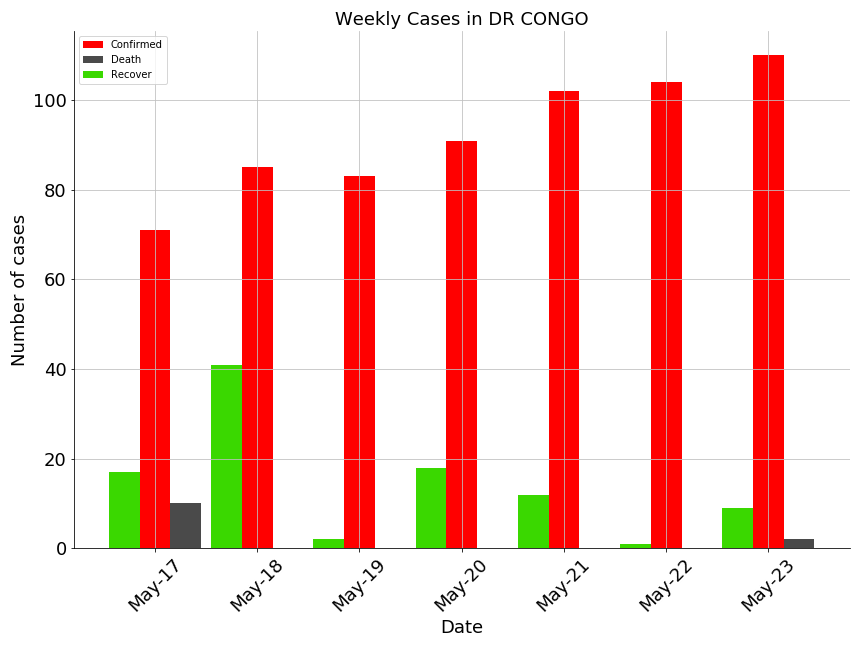 Weekly Cases in DR CONGO
Confirmed
Death
Recover
Number of cases
100
80
60
40
20
0
May-17
May-18
May-19
May-20
May-21
May-22
May-23
Date